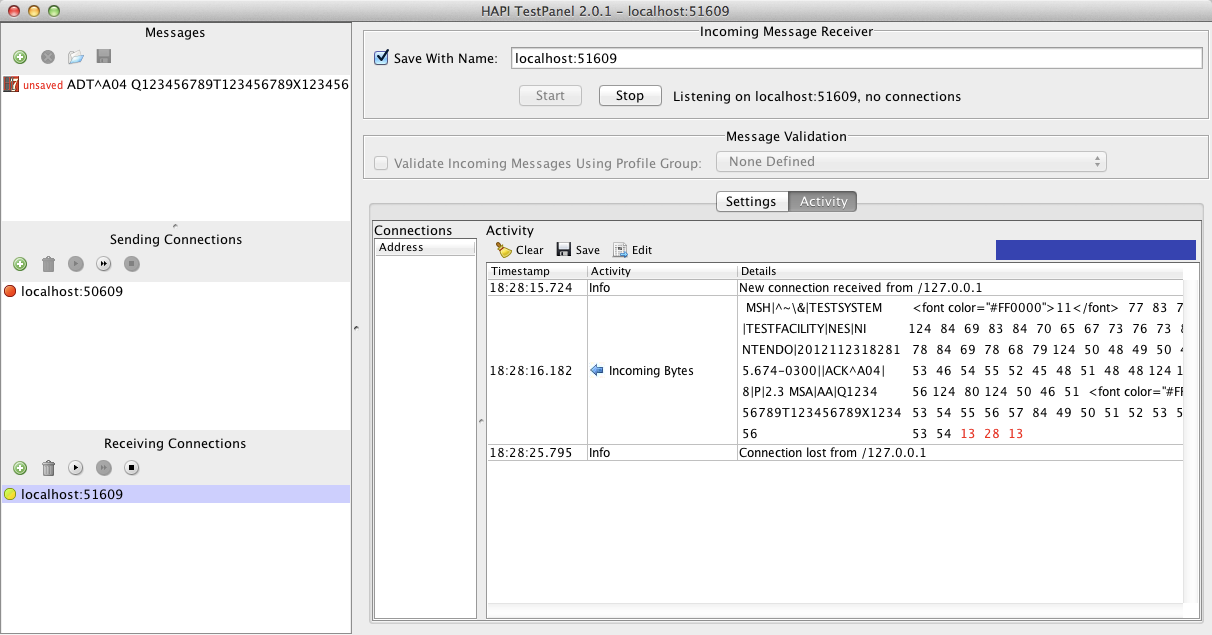 HAPI TestPanel 2.0.1 – localhost:51609
Messages
unsaved ADT^A04 Q123456789T123456789X123456
Sending Connections
localhost:50609
Receiving Connections
localhost:51609
Incoming Message Receiver
Save With Name: localhost:51609
Start Stop Listening on localhost:51609, no connections
Message Validation
Validate Incoming Messages Using Profile Group: None Defined
Settings Activity
Connections
Address
Activity
Clear Save Edit
Timestamp Activity Details
18:28:15.724 Info New connection received from /127.0.0.1
MSH|^~\&|TESTSYSTEM <font color="#FF0000">11</font> 77 83 7
|TESTFACILITY|NES|NI 124 84 69 83 84 70 65 67 73 76 73
NTENDO|2012112318281 78 84 69 78 68 79 124 50 48 49 50
18:28:16.182 Incoming Bytes 5.674-0300||ACK^A04| 53 46 54 55 52 45 48 51 48 48 124 1
8|P|2.3 MSA|AA|Q1234 56 124 80 124 50 46 51 <font color="#FF
56789T123456789X1234 53 54 55 56 57 84 49 50 51 52 53 5
56 53 54 13 28 13
18:28:25.795 Info Connection lost from /127.0.0.1